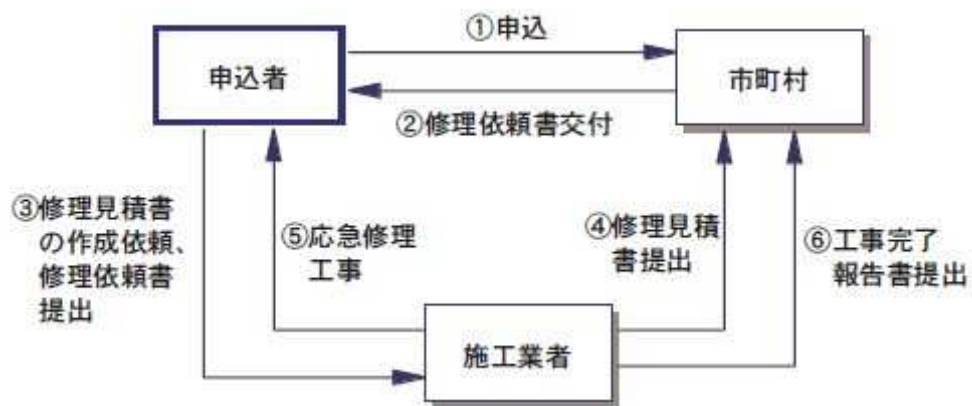 ①申込
申込者
市町村
②修理依頼書交付
③修理見積書
の作成依頼、
修理依頼書
提出
⑤応急修理
工事
④修理見積
書提出
⑥工事完了
報告書提出
施工業者